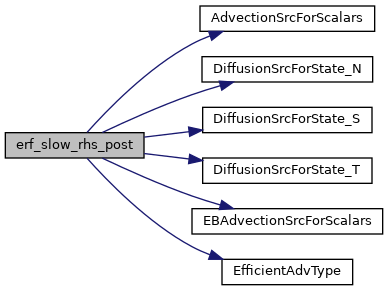 AdvectionSrcForScalars
DiffusionSrcForState_N
DiffusionSrcForState_S
erf_slow_rhs_post
DiffusionSrcForState_T
EBAdvectionSrcForScalars
EfficientAdvType